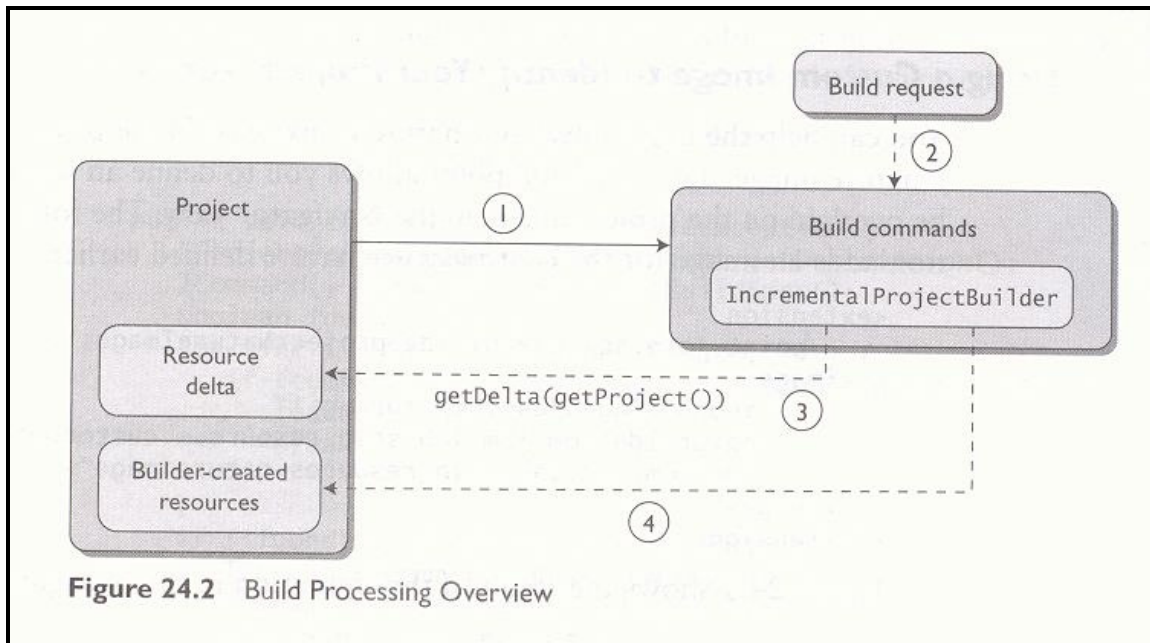 Build request
2
Project
1
Build commands
IncrementalProjectBuilder
Resource
delta
getDelta(getProject())
3
Builder-created
resources
4
Figure 24.2 Build Processing Overview